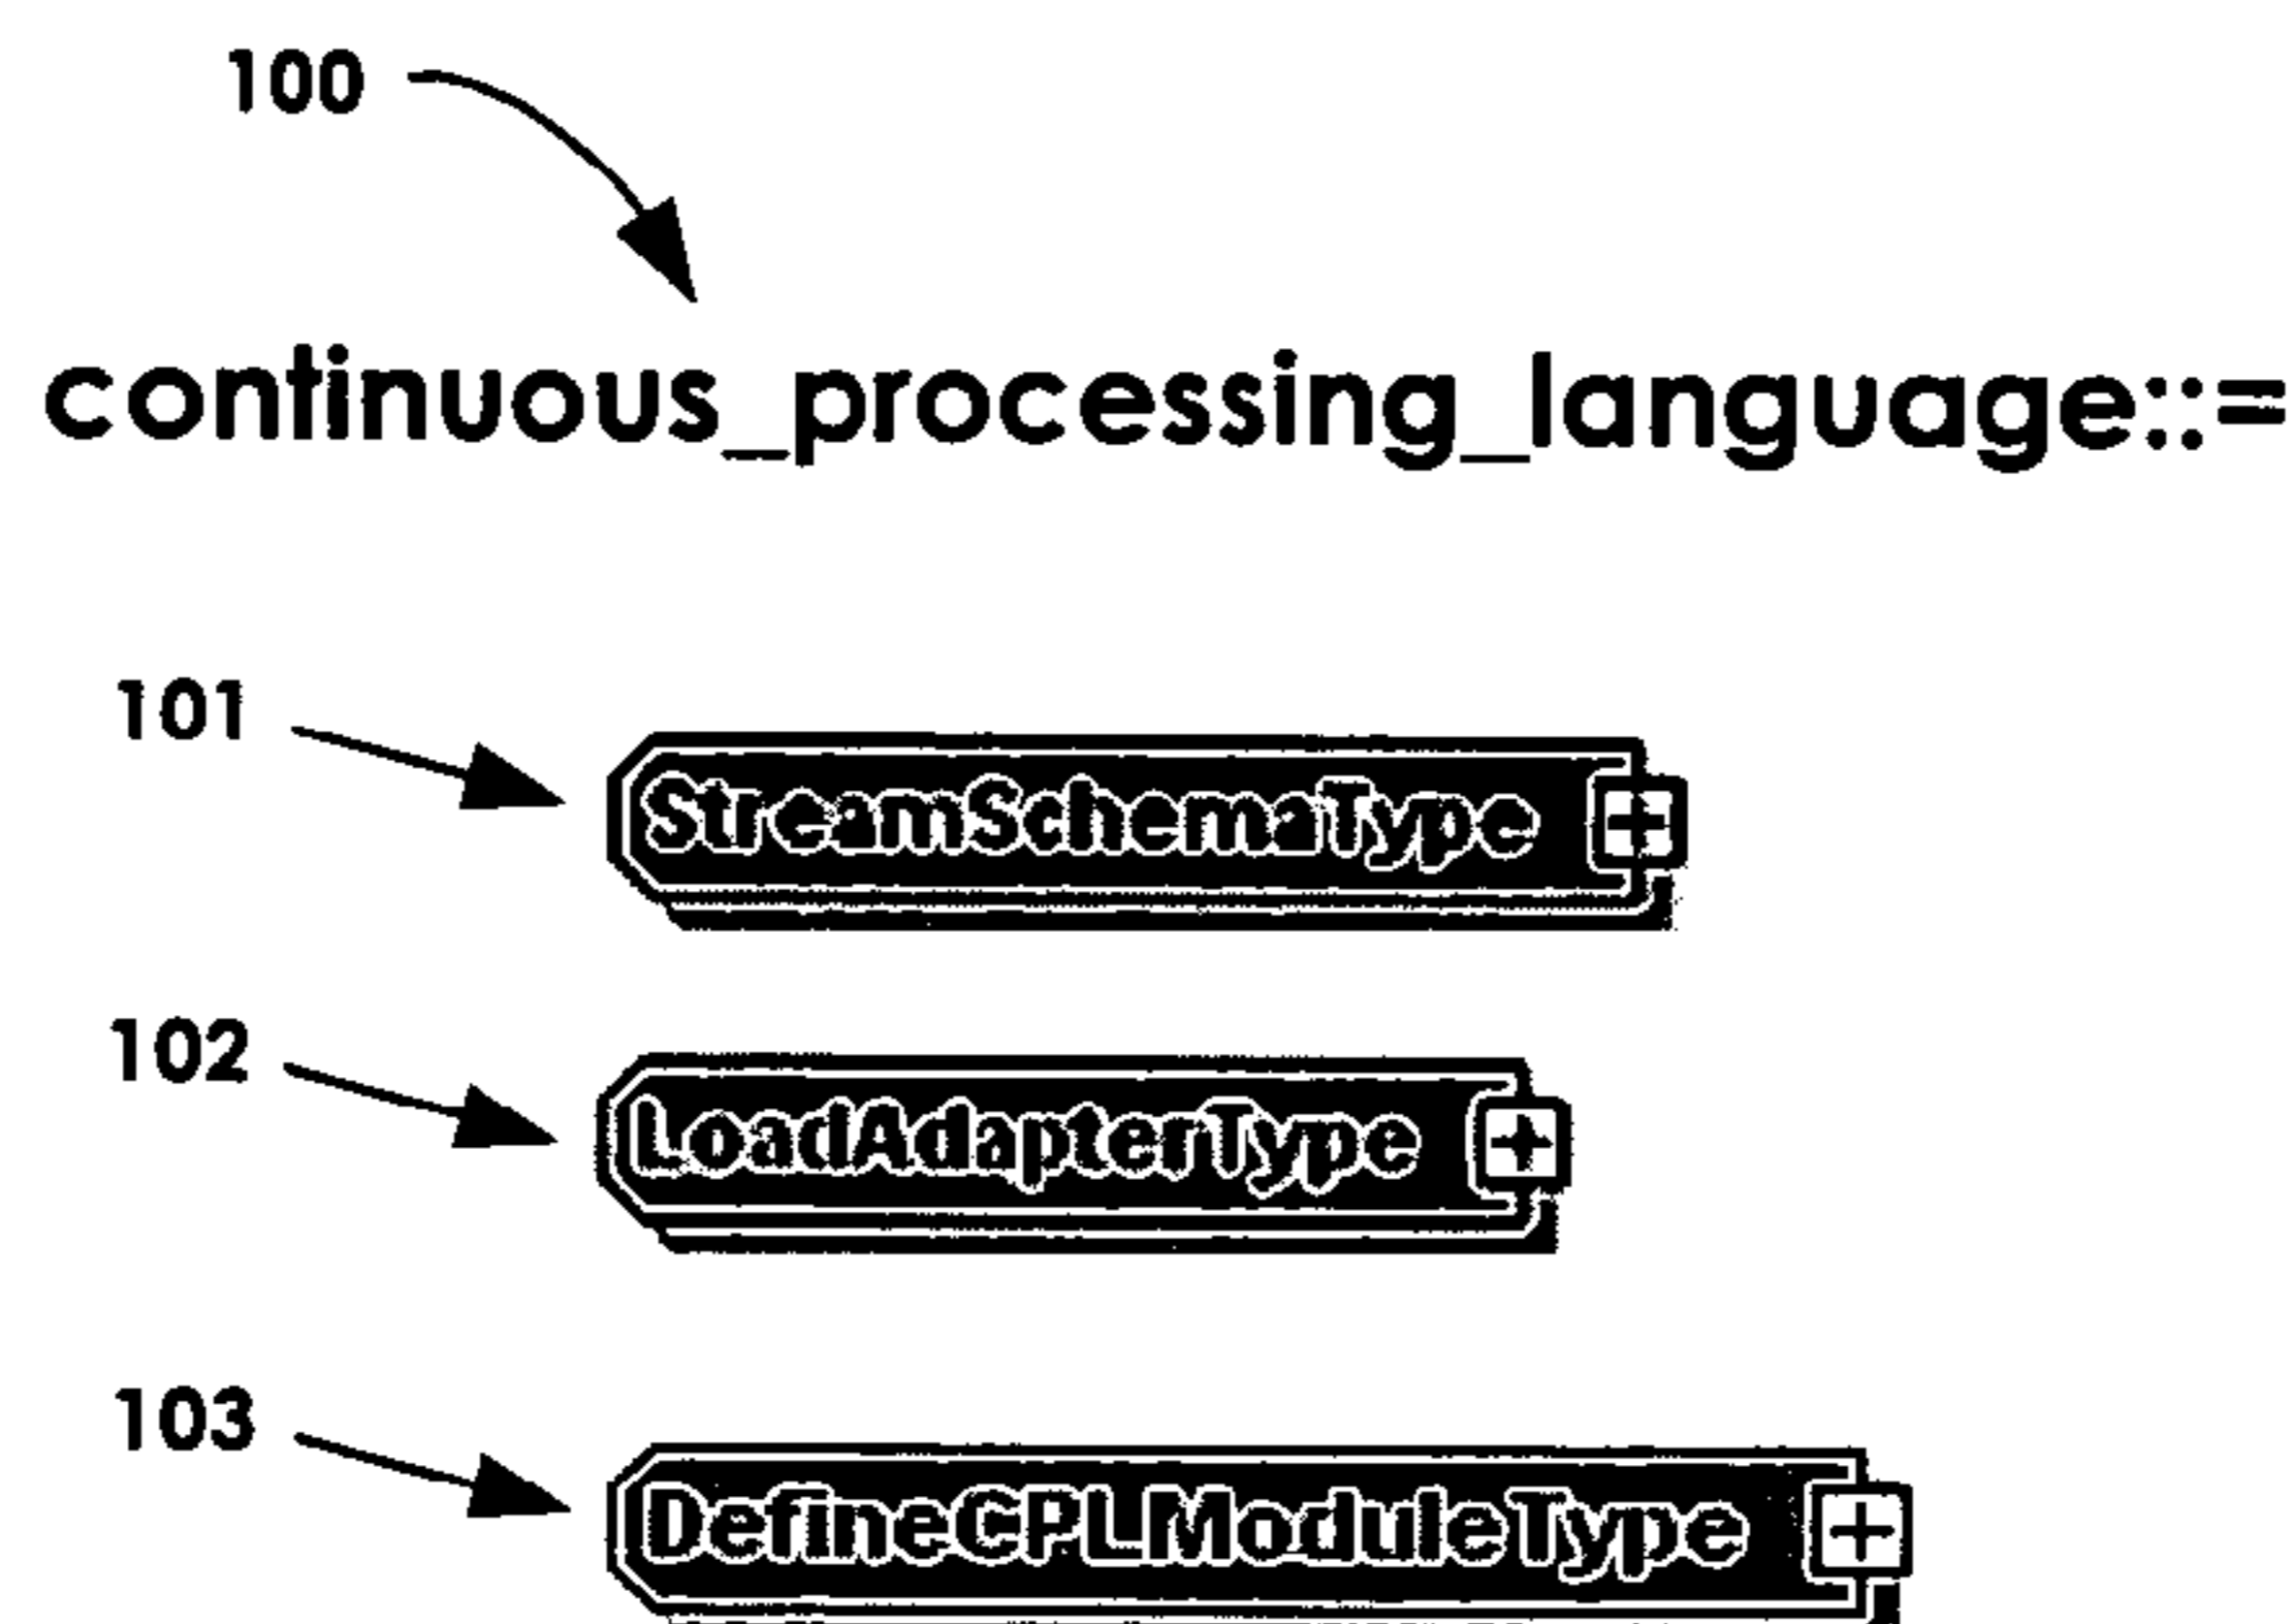 100
continuous_processing_language::=
101
StreamSchemaType
102
LoadAdapterType
103
DefineCPLModuleType